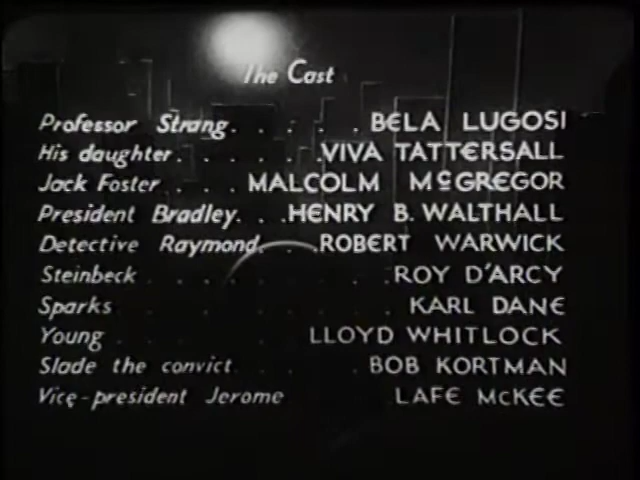 The Cast
Professor Strang. . . . . BELA LUGOSI
His daughter. . . . . .VIVA TATTERSALL
Jack Foster . . . MALCOLM McGREGOR
President Bradley. . .HENRY B. WALTHALL
Detective Raymond. . .ROBERT WARWICK
Steinbeck . . . . . . . .ROY D'ARCY
Sparks . . . . . . . . KARL DANE
Young . . . . . . LLOYD WHITLOCK
Slade the convict. . . . .BOB KORTMAN
Vice-president Jerome . . LAFE McKEE